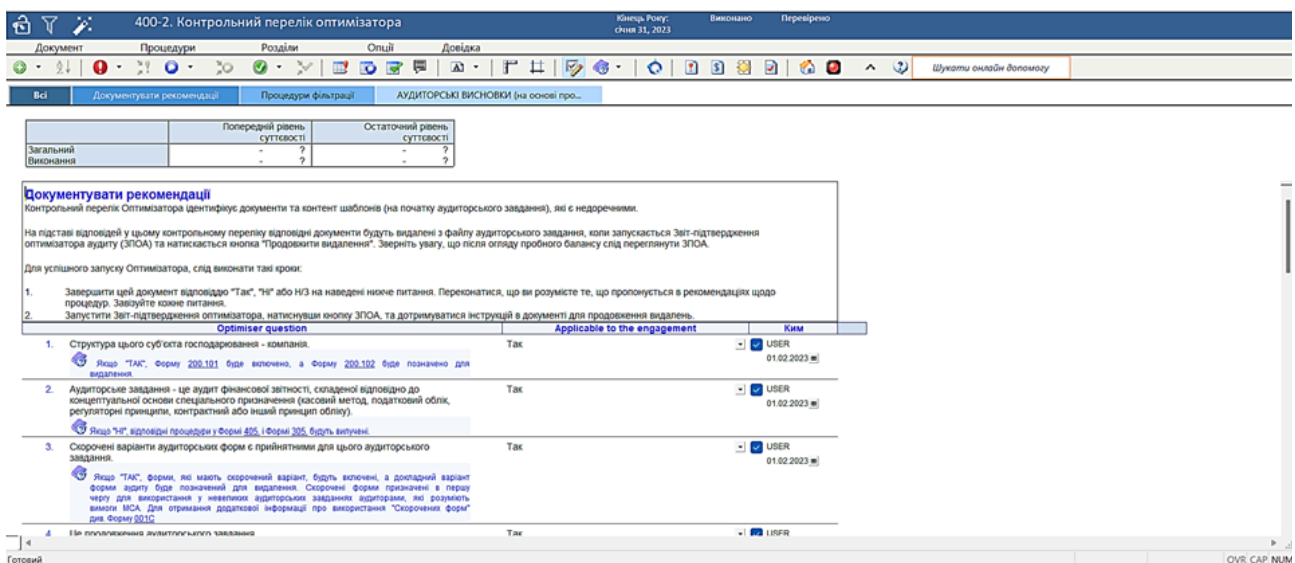 400-2. Контрольний перелік оптимізатора
Кінець Року:
січня 31, 2023
Виконано
Перевірено
Документ Процедури Розділи Опції Довідка
Шукати онлайн допомогу
Всі
Документувати рекомендації
Процедури фільтрації
АУДИТОРСЬКІ ВИСНОВКИ (на основі про...
Попередній рівень суттєвості
Остаточний рівень суттєвості
Загальний - ? - ?
Виконання - ? - ?
Документувати рекомендації
Контрольний перелік Оптимізатора ідентифікує документи та контент шаблонів (на початку аудиторського завдання), які є недоречними.
На підставі відповідей у цьому контрольному переліку відповідні документи будуть видалені з файлу аудиторського завдання, коли запускається Звіт-підтвердження
оптимізатора аудиту (ЗПОА) та натискається кнопка "Продовжити видалення". Зверніть увагу, що після огляду пробного балансу слід переглянути ЗПОА.
Для успішного запуску Оптимізатора, слід виконати такі кроки:
1. Завершити цей документ відповіддю "Так", "Ні" або Н/З на наведені нижче питання. Переконатися, що ви розумієте те, що пропонується в рекомендаціях щодо
процедур. Завізуйте кожне питання.
2. Запустити Звіт-підтвердження оптимізатора, натиснувши кнопку ЗПОА, та дотримуватися інструкцій в документі для продовження видалень.
Optimiser question Applicable to the engagement Ким
1. Структура цього суб'єкта господарювання - компанія. Так USER
01.02.2023
Якщо "ТАК", Форму 200.101 буде включено, а Форму 200.102 буде позначено для
видалення.
2. Аудиторське завдання - це аудит фінансової звітності, складеної відповідно до Так USER
концептуальної основи спеціального призначення (касовий метод, податковий облік, 01.02.2023
регуляторні принципи, контрактний або інший принцип обліку).
Якщо "НІ", відповідні процедури у Формі 405, і Формі 305, будуть вилучені.
3. Скорочені варіанти аудиторських форм є прийнятними для цього аудиторського Так USER
завдання. 01.02.2023
Якщо "ТАК", форми, які мають скорочений варіант, будуть включені, а докладний варіант
форми аудиту буде позначений для видалення. Скорочені форми призначені в першу
чергу для використання у невеликих аудиторських завданнях аудиторами, які розуміють
вимоги МСА. Для отримання додаткової інформації про використання "Скорочених форм"
див. Форму 001С
4. Це продовження аудиторського завдання Так USER
Готовий OVR CAP NUM